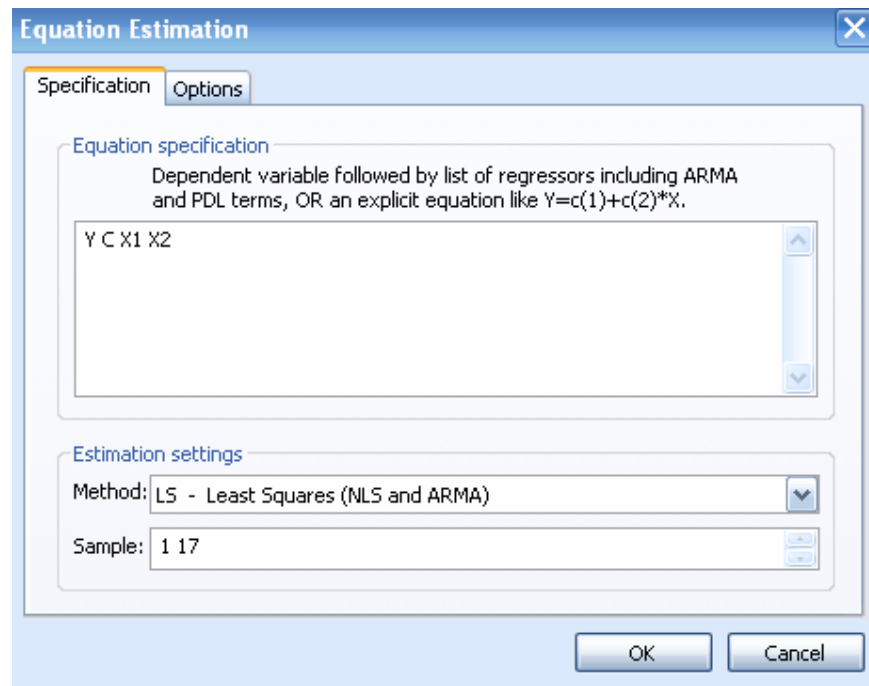 Equation Estimation
Specification
Options
Equation specification
Dependent variable followed by list of regressors including ARMA
and PDL terms, OR an explicit equation like Y=c(1)+c(2)*X.
Y C X1 X2
Estimation settings
Method: LS - Least Squares (NLS and ARMA)
Sample: 1 17
OK
Cancel